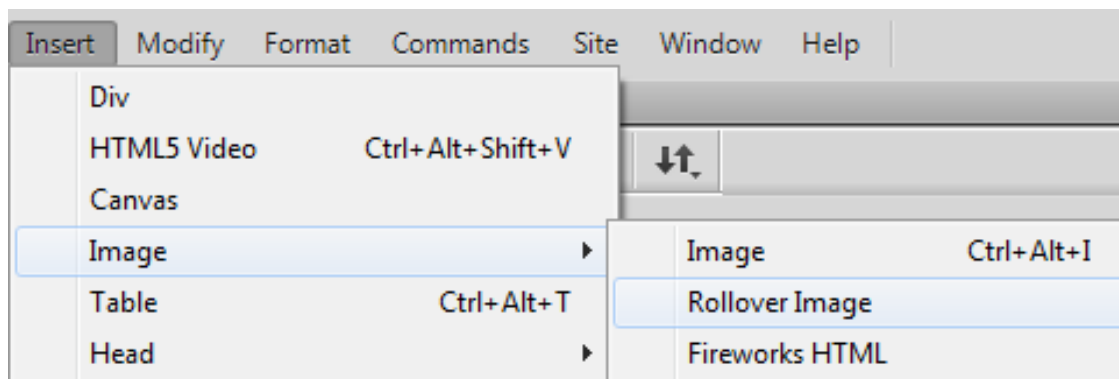 Insert Modify Format Commands Site Window Help
Div
HTML5 Video Ctrl+Alt+Shift+V
Canvas
Image
Table Ctrl+Alt+T
Head
Image Ctrl+Alt+I
Rollover Image
Fireworks HTML